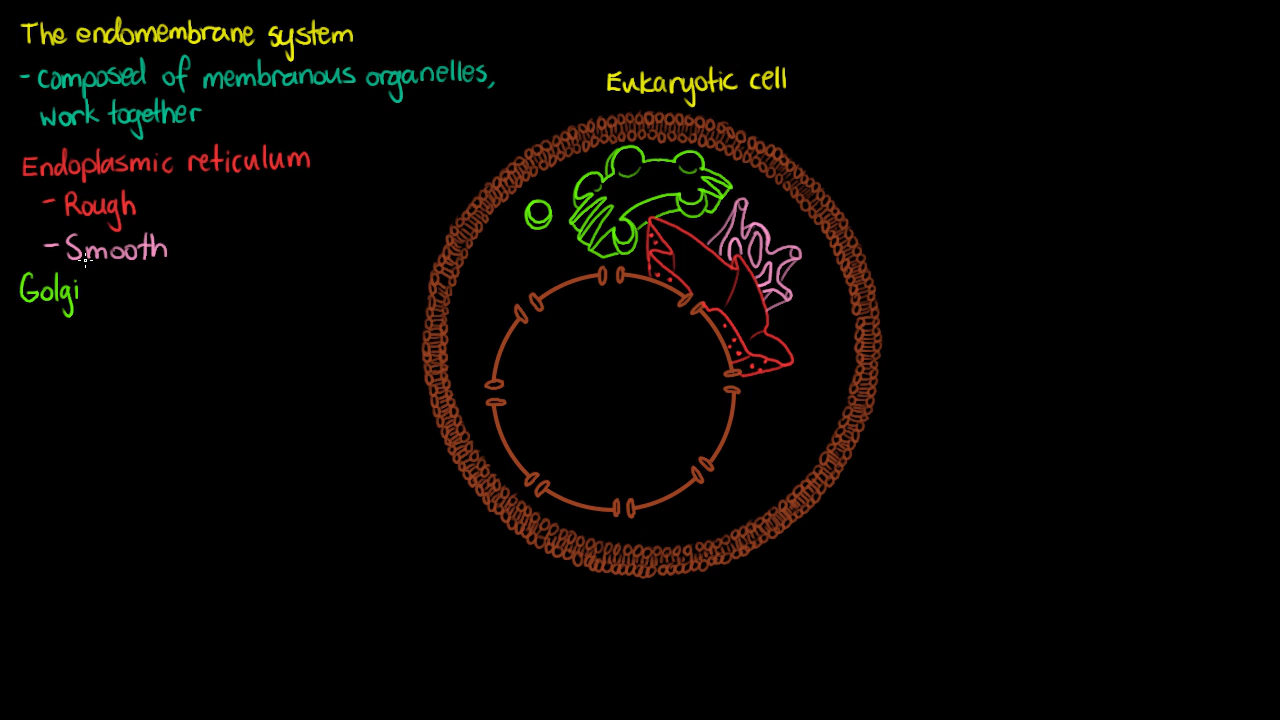 The endomembrane system
- composed of membranous organelles,
work together
Endoplasmic reticulum
- Rough
- Smooth
Golgi
Eukaryotic cell